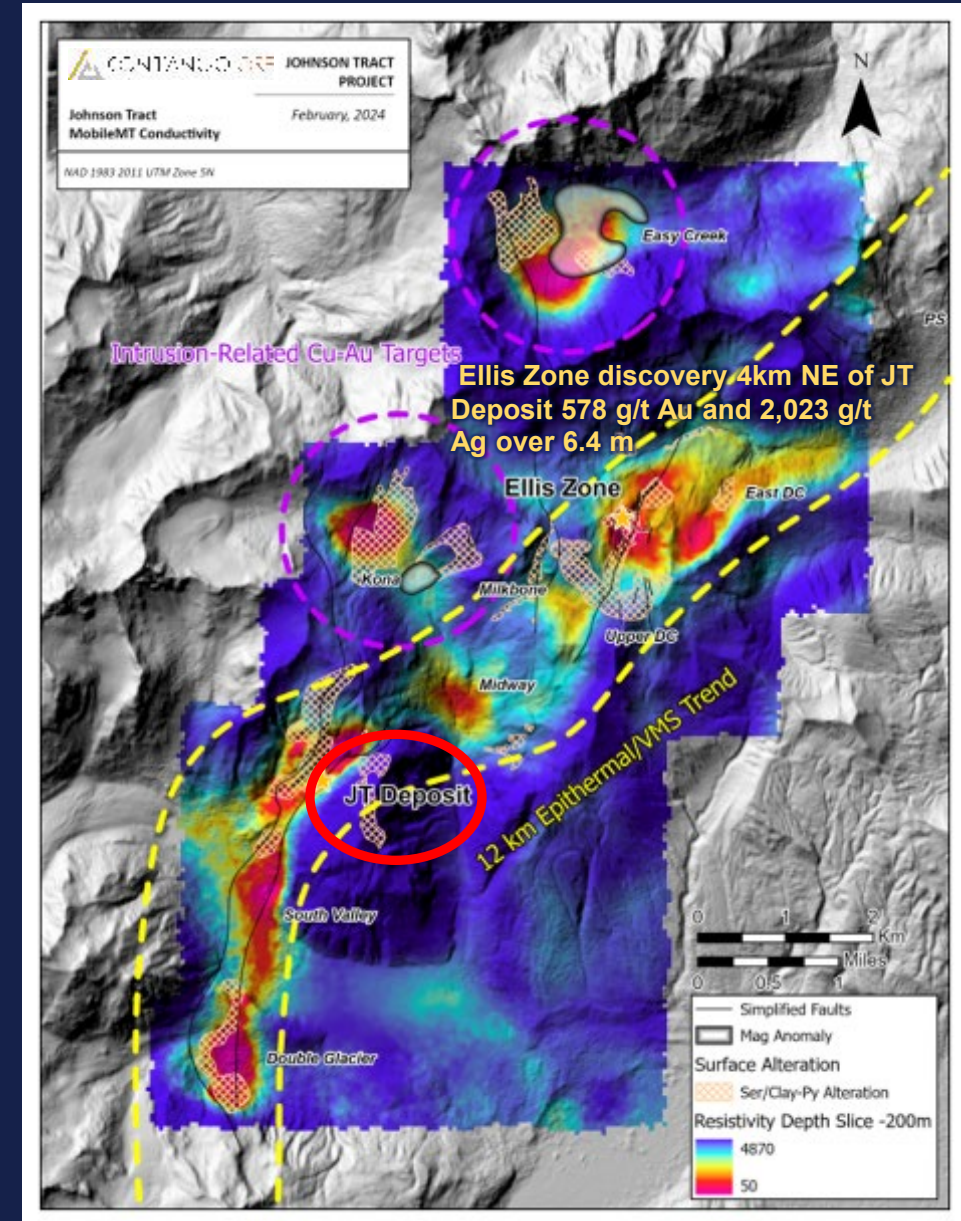 CONTANGO ORE
JOHNSON TRACT
PROJECT
Johnson Tract
MobileMT Conductivity
February, 2024
NAD 1983 2011 UTM Zone 5N
N
Easy Creek
PS
Intrusion-Related Cu-Au Targets
Ellis Zone discovery 4km NE of JT
Deposit 578 g/t Au and 2,023 g/t
Ag over 6.4 m
Ellis Zone
East DC
Kona
Milkbone
Upper DC
Midway
JT Deposit
12 km Epithermal/VMS Trend
South Valley
Double Glacier
0 1 2
Km
Miles
0 0.5 1
Simplified Faults
Mag Anomaly
Surface Alteration
Ser/Clay-Py Alteration
Resistivity Depth Slice -200m
4870
50